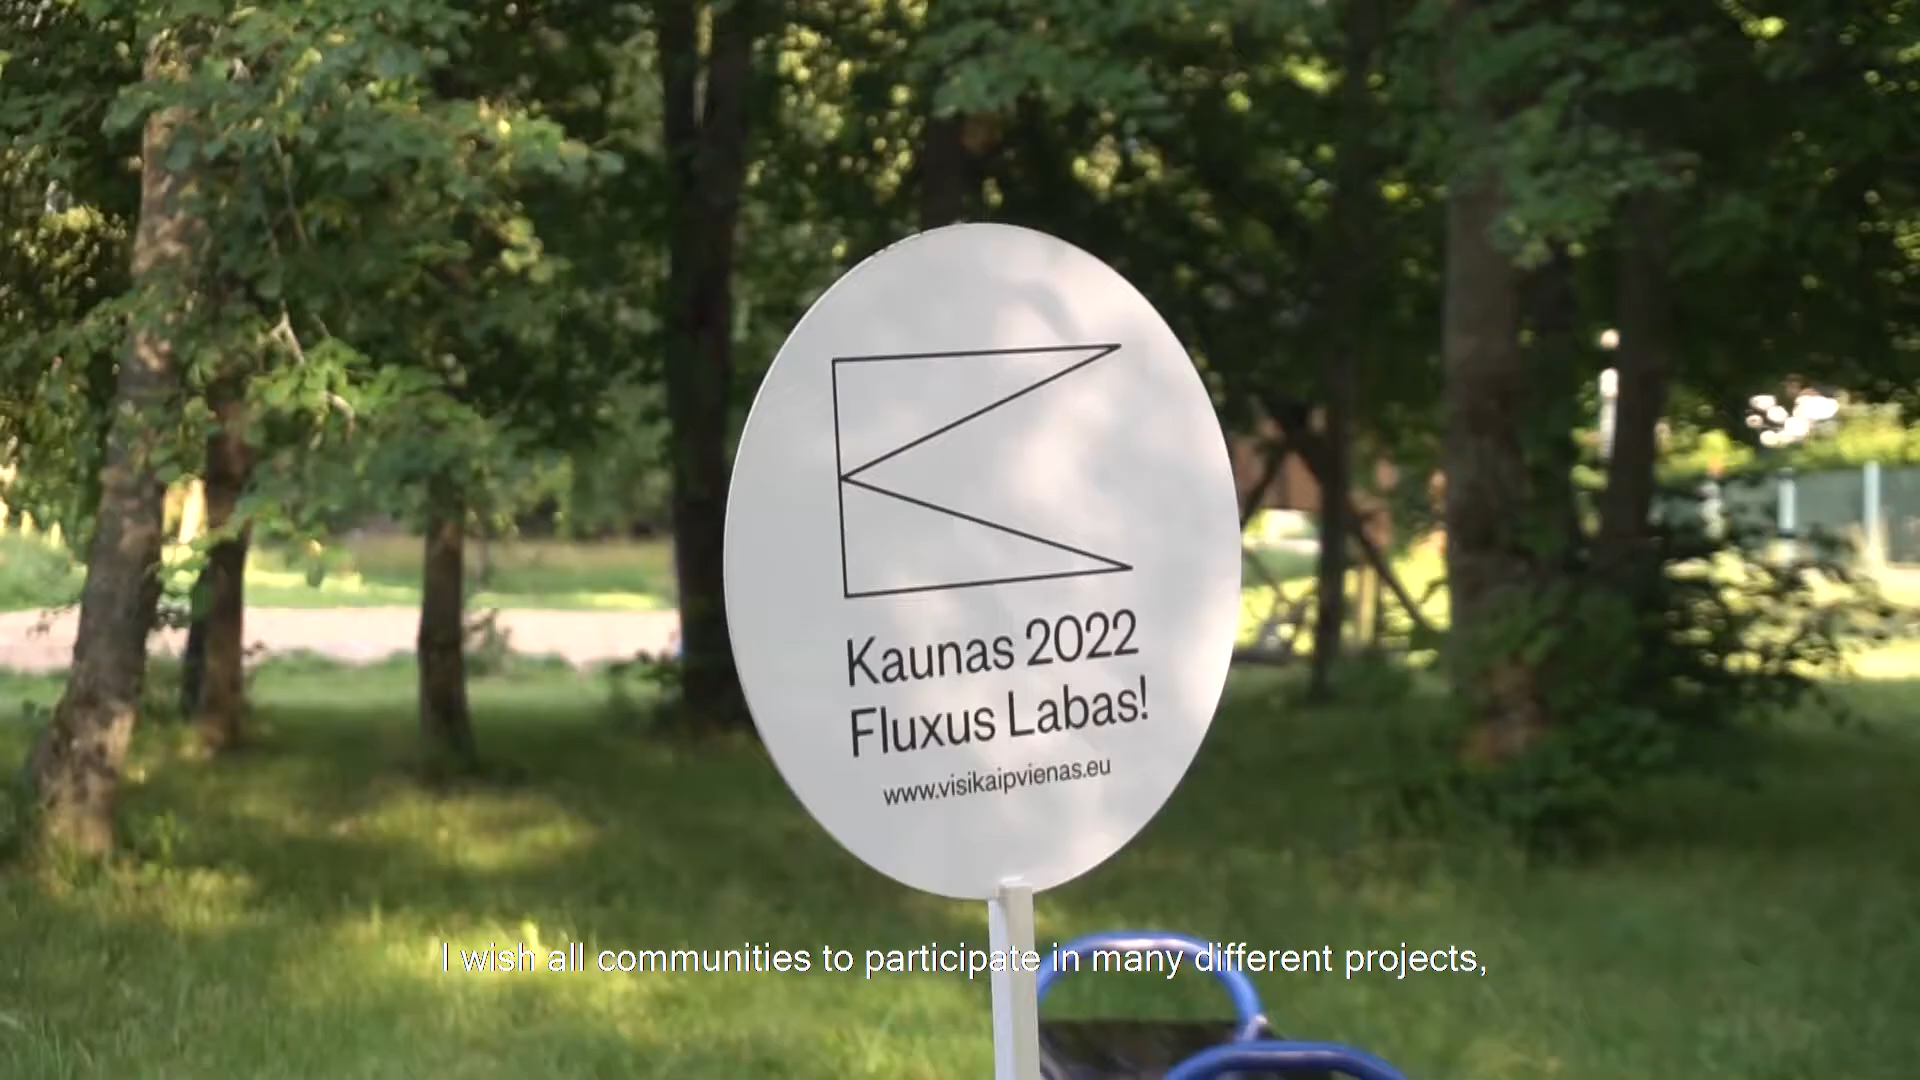 Kaunas 2022
Fluxus Labas!
www.visikaipvienas.eu
I wish all communities to participate in many different projects,